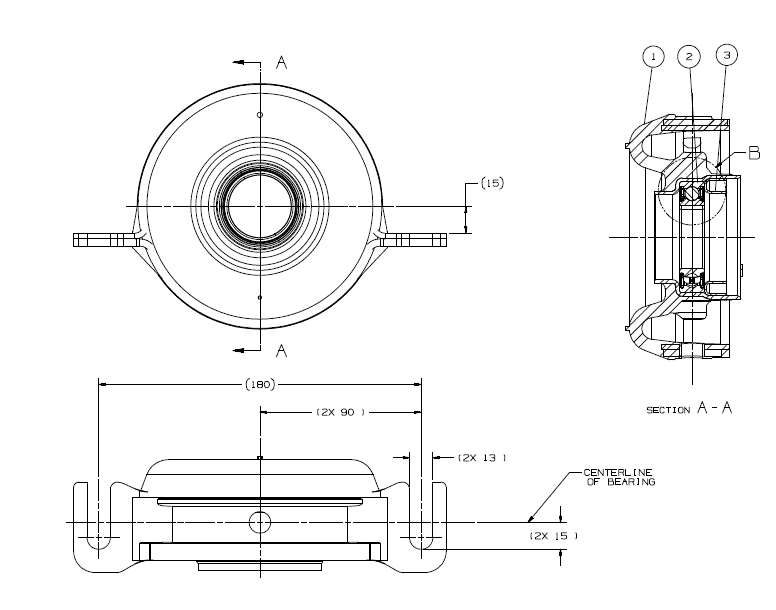 A
1
2
3
B
(15)
A
(180)
(2X 90 )
SECTION A - A
(2X 13 )
CENTERLINE
OF BEARING
(2X 15 )